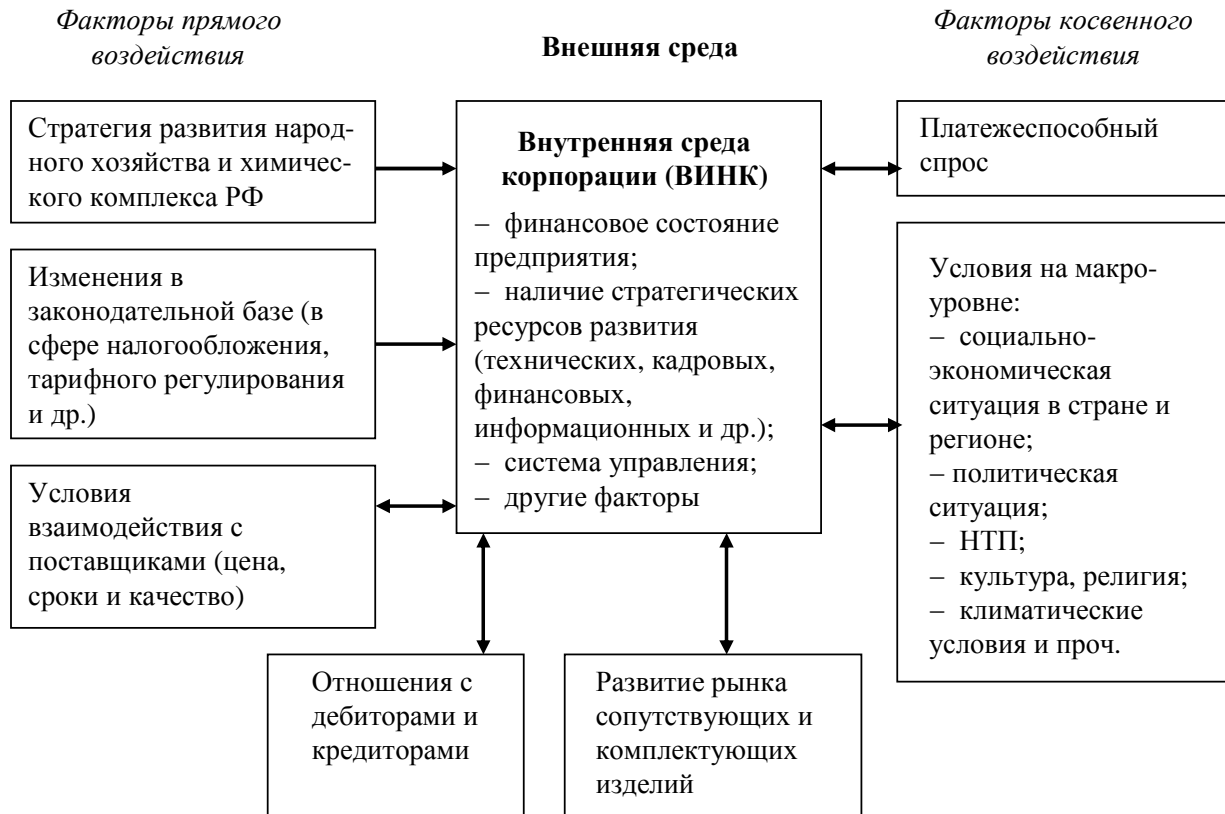 Факторы прямого
воздействия
Внешняя среда
Факторы косвенного
воздействия
Стратегия развития народ-
ного хозяйства и химичес-
кого комплекса РФ
Изменения в
законодательной базе (в
сфере налогообложения,
тарифного регулирования
и др.)
Условия
взаимодействия с
поставщиками (цена,
сроки и качество)
Внутренняя среда
корпорации (ВИНК)
– финансовое состояние
предприятия;
– наличие стратегических
ресурсов развития
(технических, кадровых,
финансовых,
информационных и др.);
– система управления;
– другие факторы
Платежеспособный
спрос
Условия на макро-
уровне:
– социально-
экономическая
ситуация в стране и
регионе;
– политическая
ситуация;
– НТП;
– культура, религия;
– климатические
условия и проч.
Отношения с
дебиторами и
кредиторами
Развитие рынка
сопутствующих и
комплектующих
изделий